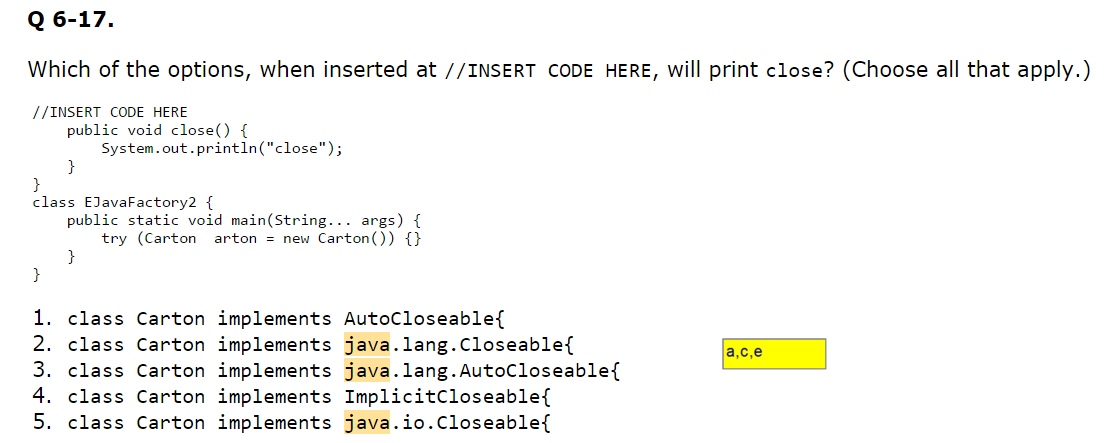 Q 6-17.
Which of the options, when inserted at //INSERT CODE HERE, will print close? (Choose all that apply.)
//INSERT CODE HERE
public void close() {
System.out.println("close");
}
}
class EJavaFactory2 {
public static void main(String... args) {
try (Carton  arton = new Carton()) {}
}
}
1. class Carton implements AutoCloseable{
2. class Carton implements java.lang.Closeable{
3. class Carton implements java.lang.AutoCloseable{
4. class Carton implements ImplicitCloseable{
5. class Carton implements java.io.Closeable{
a,c,e